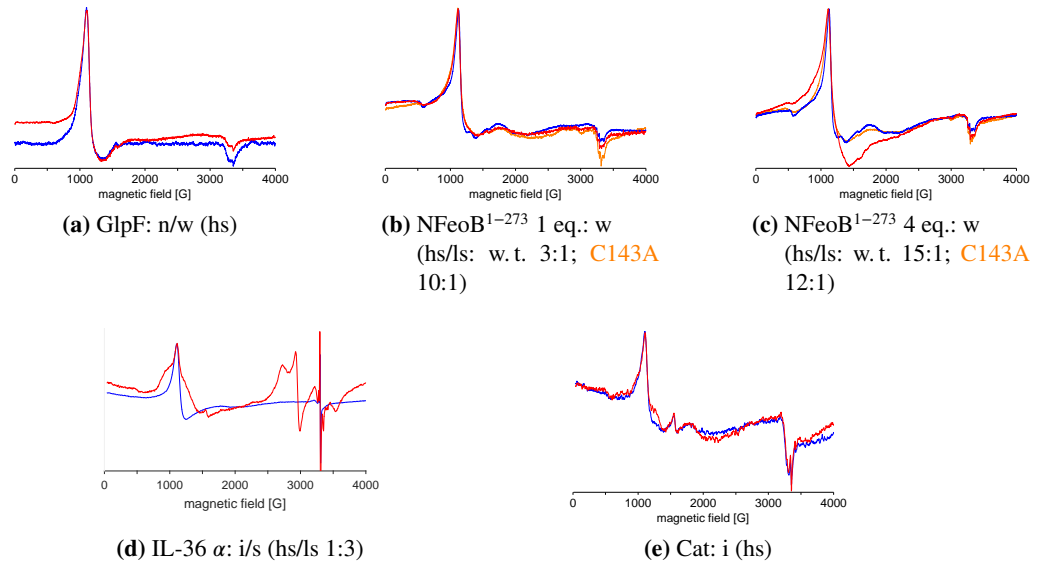 0 1000 2000 3000 4000
magnetic field [G]
(a) GlpF: n/w (hs)
0 1000 2000 3000 4000
magnetic field [G]
(b) NFeoB¹⁻²⁷³ 1 eq.: w
(hs/ls: w. t. 3:1; C143A
10:1)
0 1000 2000 3000 4000
magnetic field [G]
(c) NFeoB¹⁻²⁷³ 4 eq.: w
(hs/ls: w. t. 15:1; C143A
12:1)
0 1000 2000 3000 4000
magnetic field [G]
(d) IL-36 α: i/s (hs/ls 1:3)
0 1000 2000 3000 4000
magnetic field [G]
(e) Cat: i (hs)